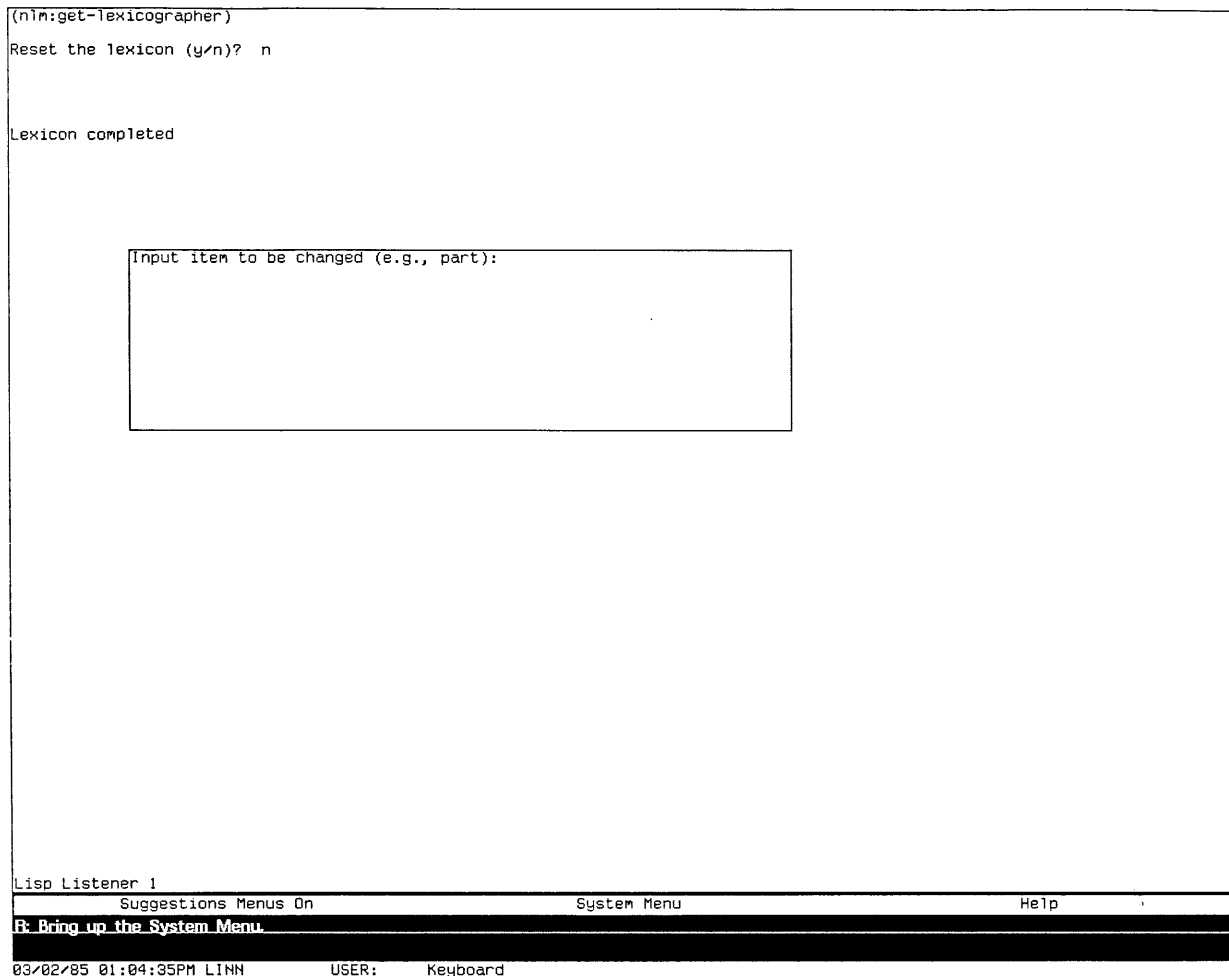 (nlm:get-lexicographer)
Reset the lexicon (y/n)?  n
Lexicon completed
Input item to be changed (e.g., part):
Lisp Listener 1
Suggestions Menus On System Menu Help
R: Bring up the System Menu.
03/02/85 01:04:35PM LINN USER: Keyboard